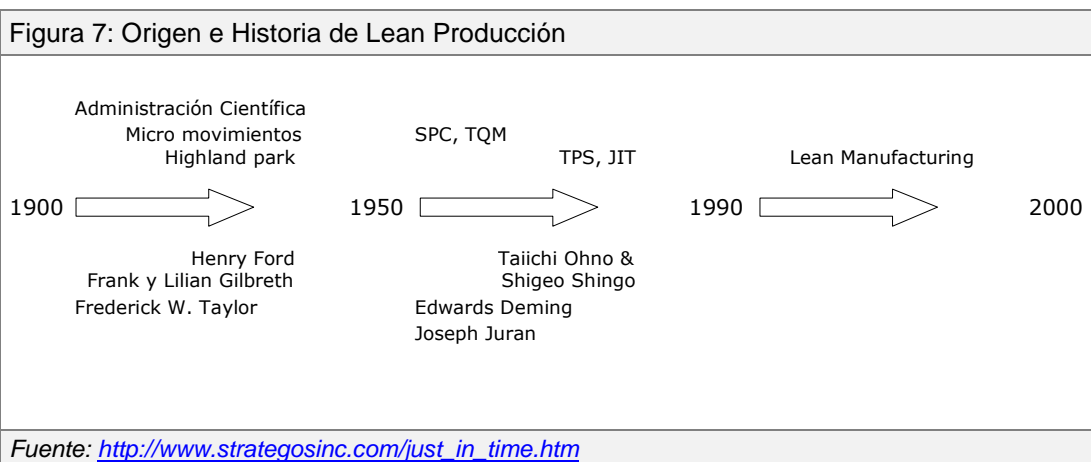 Figura 7: Origen e Historia de Lean Producción
Administración Científica
Micro movimientos
SPC, TQM
Highland park
TPS, JIT
Lean Manufacturing
1900
1950
1990
2000
Henry Ford
Taiichi Ohno &
Frank y Lilian Gilbreth
Shigeo Shingo
Frederick W. Taylor
Edwards Deming
Joseph Juran
Fuente: http://www.strategosinc.com/just_in_time.htm